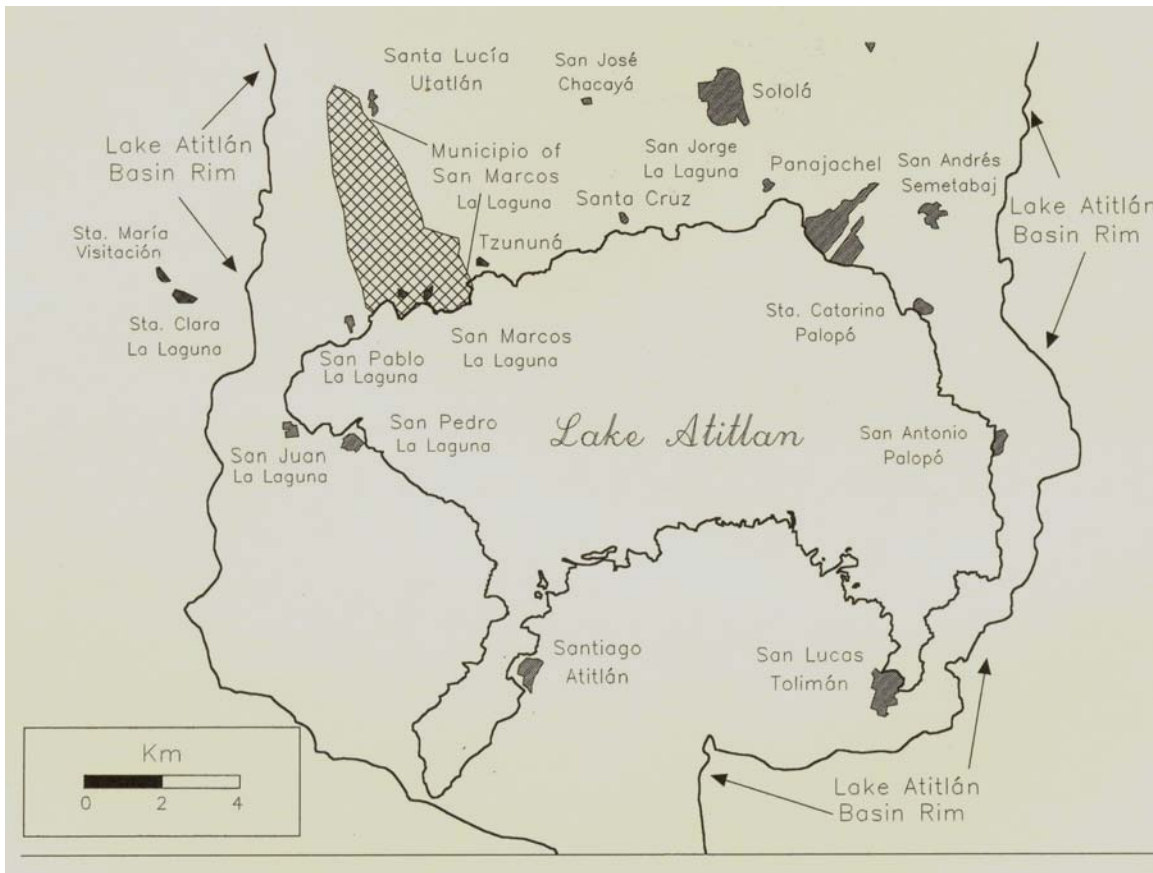 Santa Lucía
Utatlán
San José
Chacayá
Sololá
Lake Atitlán
Basin Rim
Municipio of
San Marcos
La Laguna
San Jorge
La Laguna
Panajachel
San Andrés
Semetabaj
Lake Atitlán
Basin Rim
Santa Cruz
Sta. María
Visitación
Tzununá
Sta. Clara
La Laguna
Sta. Catarina
Palopó
San Pablo
La Laguna
San Marcos
La Laguna
San Pedro
La Laguna
Lake Atitlan
San Antonio
Palopó
San Juan
La Laguna
Santiago
Atitlán
San Lucas
Tolimán
Km
0 2 4
Lake Atitlán
Basin Rim